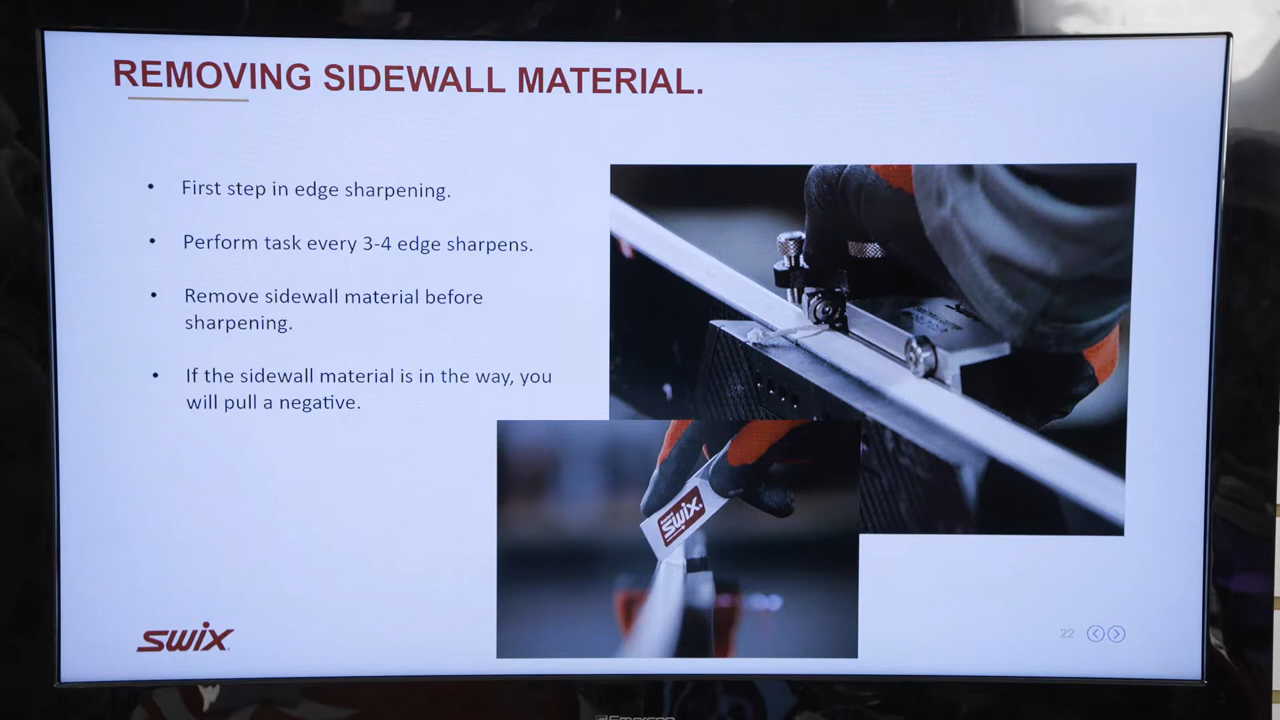 REMOVING SIDEWALL MATERIAL.
• First step in edge sharpening.
• Perform task every 3-4 edge sharpens.
• Remove sidewall material before
sharpening.
• If the sidewall material is in the way, you
will pull a negative.
SWIX.
SWIX
22
Emerson